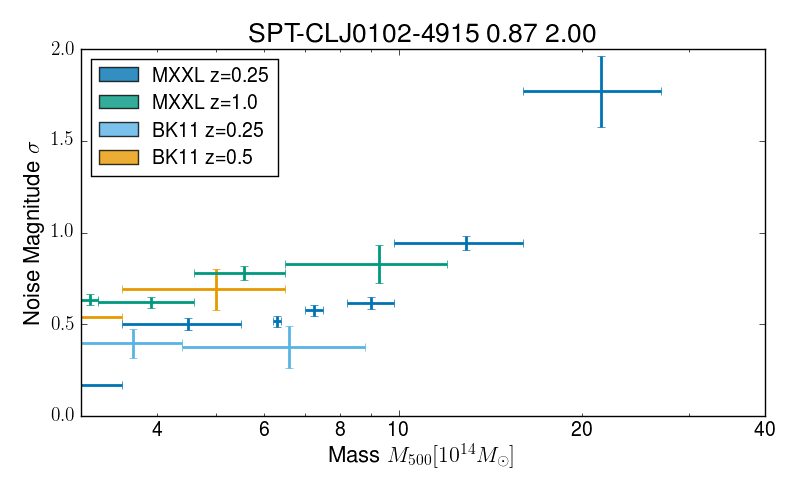 SPT-CLJ0102-4915 0.87 2.00
2.0
1.5
1.0
0.5
0.0
Noise Magnitude σ
MXXL z=0.25
MXXL z=1.0
BK11 z=0.25
BK11 z=0.5
4 6 8 10 20 40
Mass M₅₀₀[10¹⁴M☉]